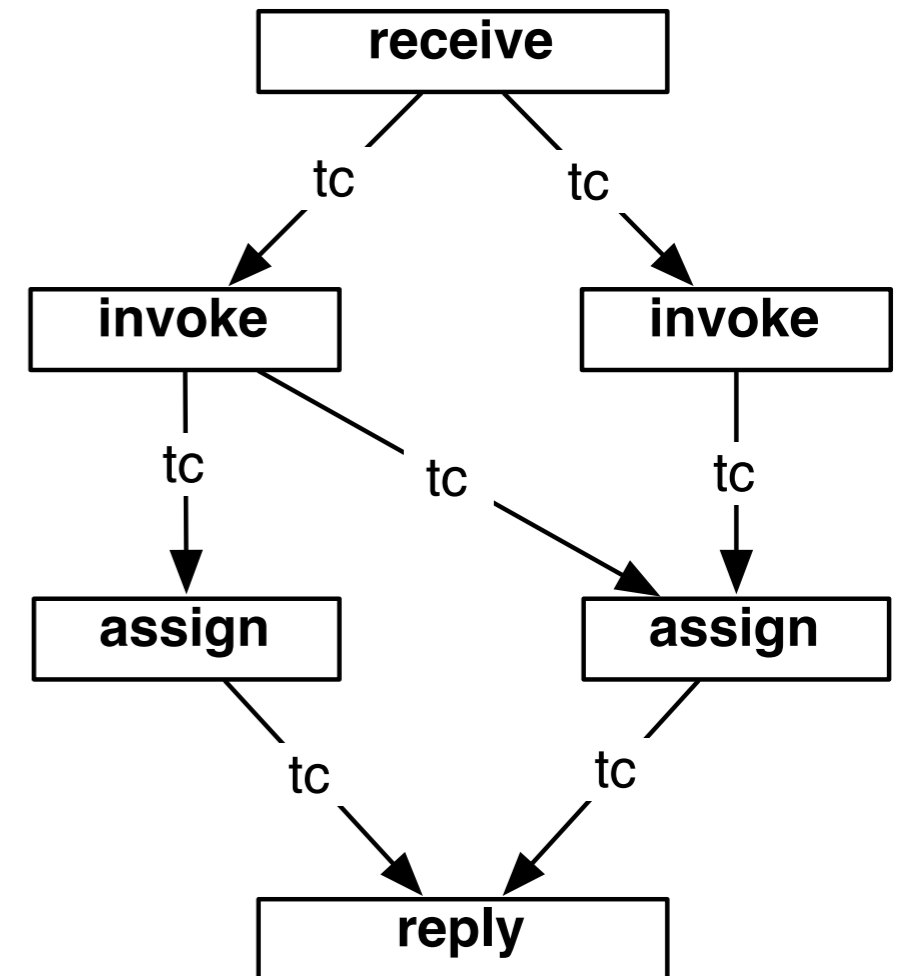 receive
tc
tc
invoke
invoke
tc
tc
tc
assign
assign
tc
tc
reply